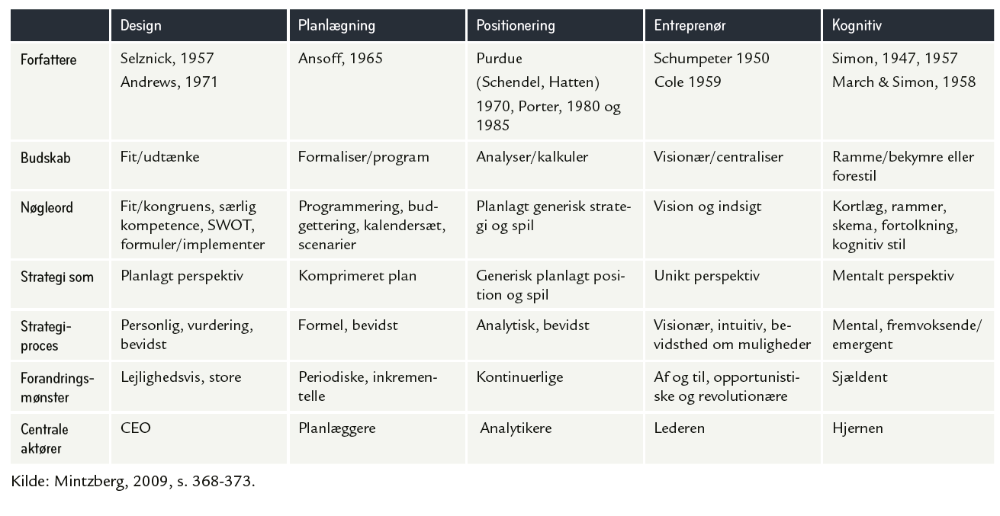 Design Planlægning Positionering Entreprenør Kognitiv
Forfattere Selznick, 1957 Ansoff, 1965 Purdue Schumpeter 1950 Simon, 1947, 1957
Andrews, 1971 (Schendel, Hatten) Cole 1959 March & Simon, 1958
1970, Porter, 1980 og
1985
Budskab Fit/udtænke Formaliser/program Analyser/kalkuler Visionær/centraliser Ramme/bekymre eller
forestil
Nøgleord Fit/kongruens, særlig Programmering, bud- Planlagt generisk strate- Vision og indsigt Kortlæg, rammer,
kompetence, SWOT, gettering, kalendersæt, gi og spil skema, fortolkning,
formuler/implementer scenarier kognitiv stil
Strategi som Planlagt perspektiv Komprimeret plan Generisk planlagt posi- Unikt perspektiv Mentalt perspektiv
tion og spil
Strategi- Personlig, vurdering, Formel, bevidst Analytisk, bevidst Visionær, intuitiv, be- Mental, fremvoksende/
proces bevidst vidsthed om muligheder emergent
Forandrings- Lejlighedsvis, store Periodiske, inkremen- Kontinuerlige Af og til, opportunisti- Sjældent
mønster telle ske og revolutionære
Centrale CEO Planlæggere Analytikere Lederen Hjernen
aktører
Kilde: Mintzberg, 2009, s. 368-373.